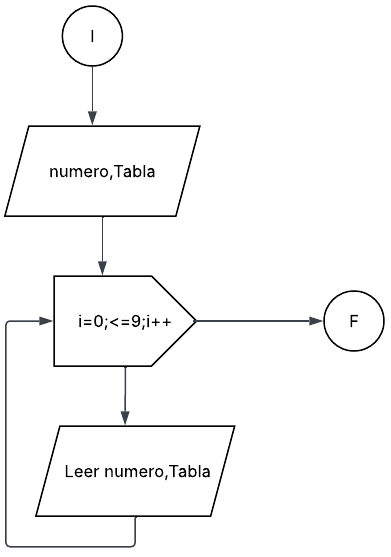 I
numero,Tabla
i=0;<=9;i++
F
Leer numero,Tabla